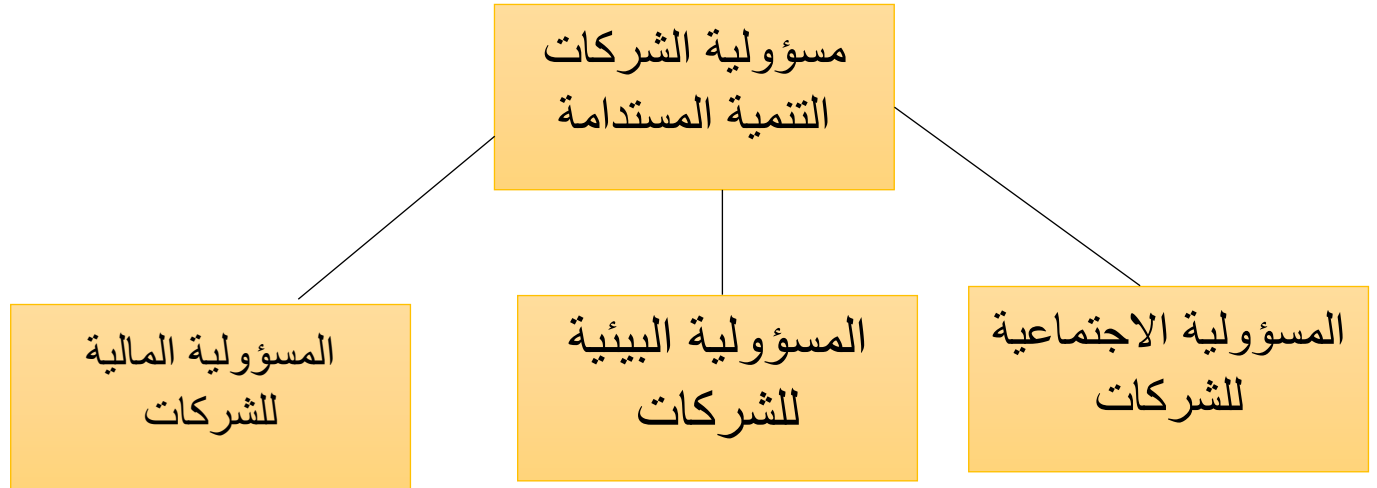 مسؤولية الشركات
التنمية المستدامة
المسؤولية الاجتماعية
للشركات
المسؤولية البيئية
للشركات
المسؤولية المالية
للشركات